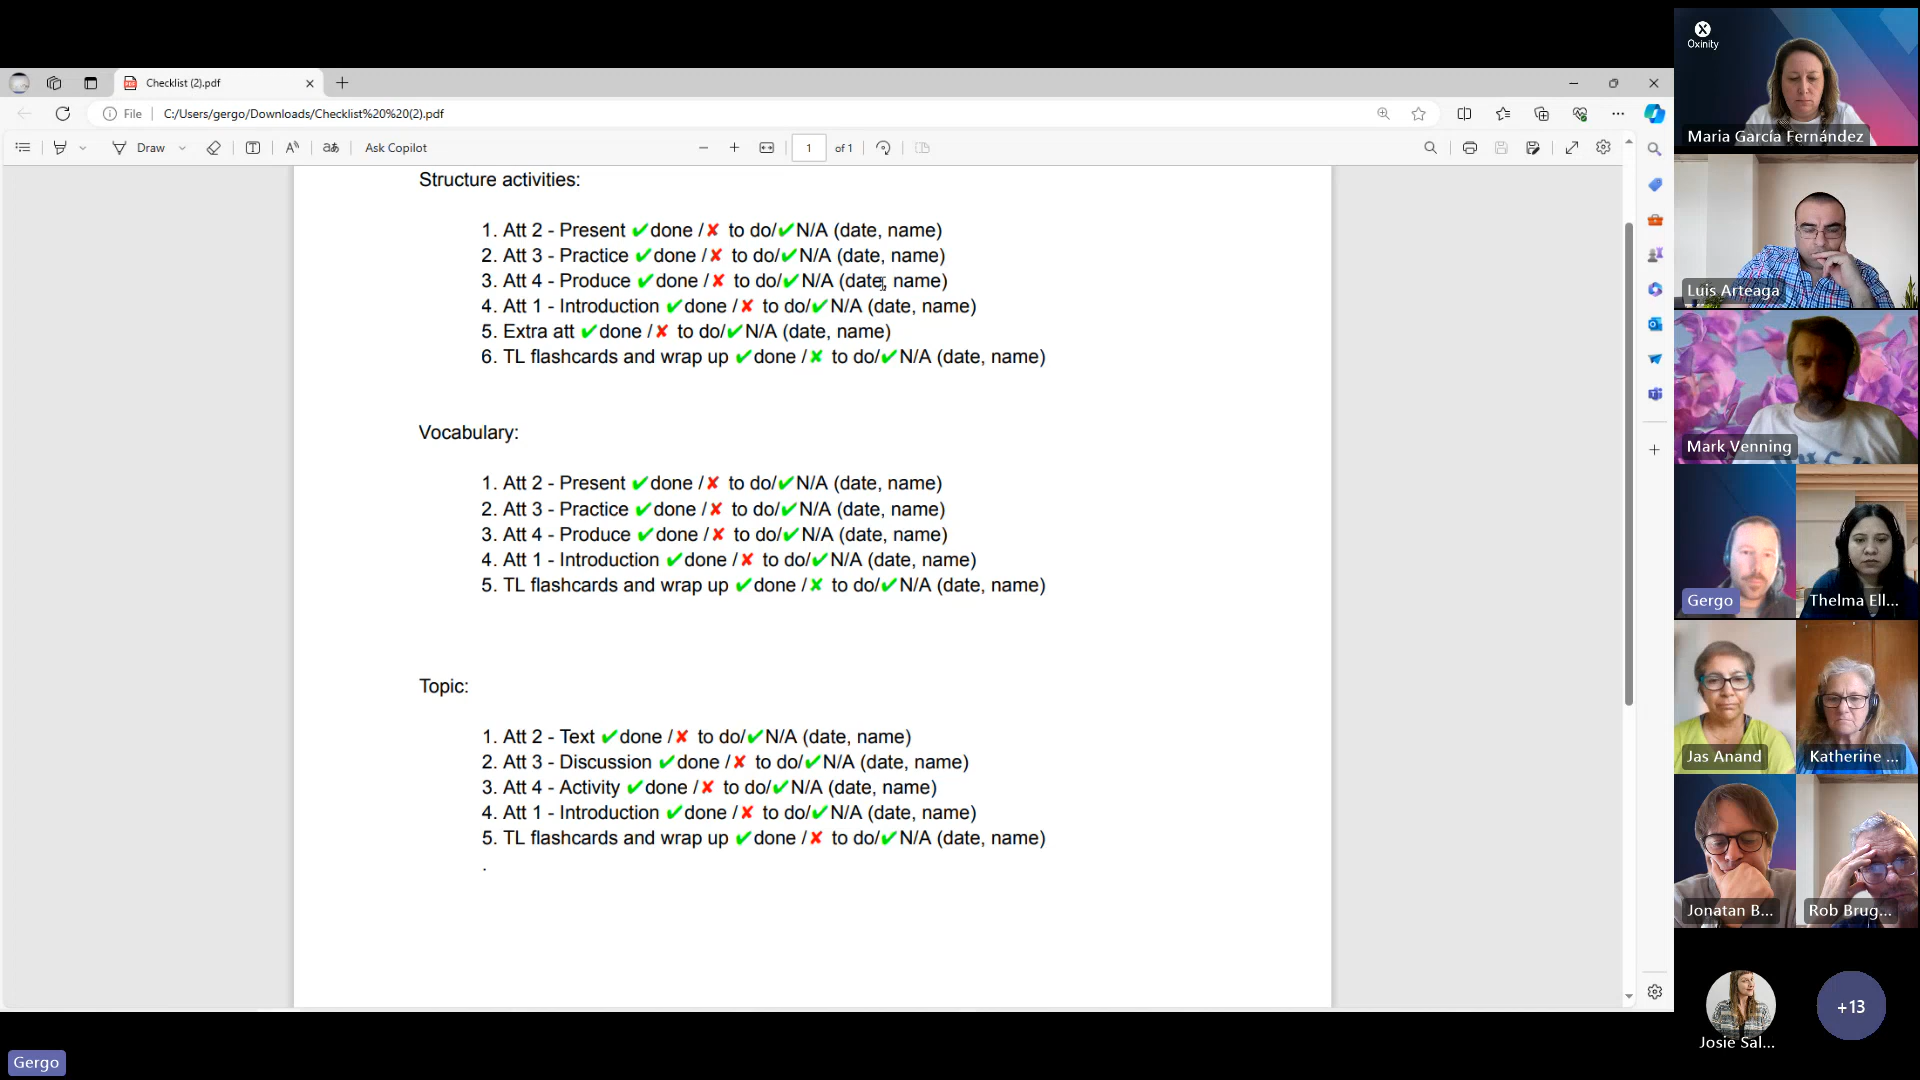 Checklist (2).pdf
File
C:/Users/gergo/Downloads/Checklist%20%20(2).pdf
Draw
Ask Copilot
1
of 1
Structure activities:
1. Att 2 - Present ✔done /✘ to do/✔N/A (date, name)
2. Att 3 - Practice ✔done /✘ to do/✔N/A (date, name)
3. Att 4 - Produce ✔done /✘ to do/✔N/A (date, name)
4. Att 1 - Introduction ✔done /✘ to do/✔N/A (date, name)
5. Extra att ✔done /✘ to do/✔N/A (date, name)
6. TL flashcards and wrap up ✔done /✘ to do/✔N/A (date, name)
Vocabulary:
1. Att 2 - Present ✔done /✘ to do/✔N/A (date, name)
2. Att 3 - Practice ✔done /✘ to do/✔N/A (date, name)
3. Att 4 - Produce ✔done /✘ to do/✔N/A (date, name)
4. Att 1 - Introduction ✔done /✘ to do/✔N/A (date, name)
5. TL flashcards and wrap up ✔done /✘ to do/✔N/A (date, name)
Topic:
1. Att 2 - Text ✔done /✘ to do/✔N/A (date, name)
2. Att 3 - Discussion ✔done /✘ to do/✔N/A (date, name)
3. Att 4 - Activity ✔done /✘ to do/✔N/A (date, name)
4. Att 1 - Introduction ✔done /✘ to do/✔N/A (date, name)
5. TL flashcards and wrap up ✔done /✘ to do/✔N/A (date, name)
.
Gergo
Oxinity
Maria García Fernández
Luis Arteaga
Mark Venning
Gergo
Thelma Ell...
Jas Anand
Katherine ...
Jonatan B...
Rob Brug...
Josie Sal...
+13